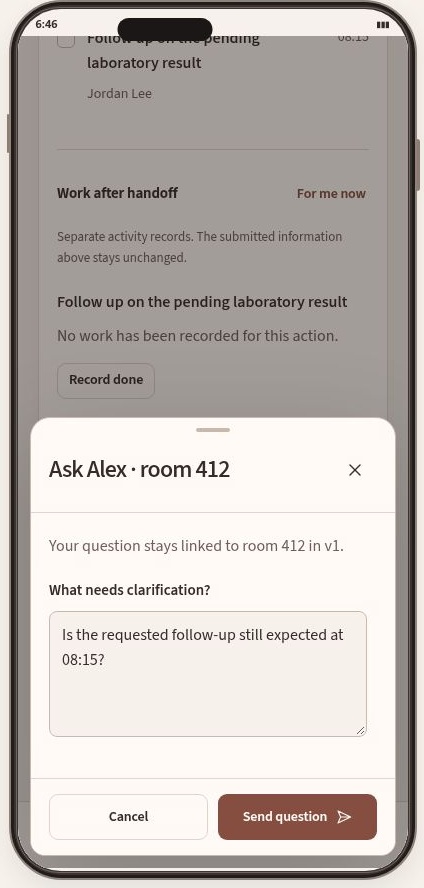 6:46
Follow up on the pending 08:15
laboratory result
Jordan Lee
Work after handoff For me now
Separate activity records. The submitted information
above stays unchanged.
Follow up on the pending laboratory result
No work has been recorded for this action.
Record done
Ask Alex · room 412
Your question stays linked to room 412 in v1.
What needs clarification?
Is the requested follow-up still expected at
08:15?
Cancel Send question